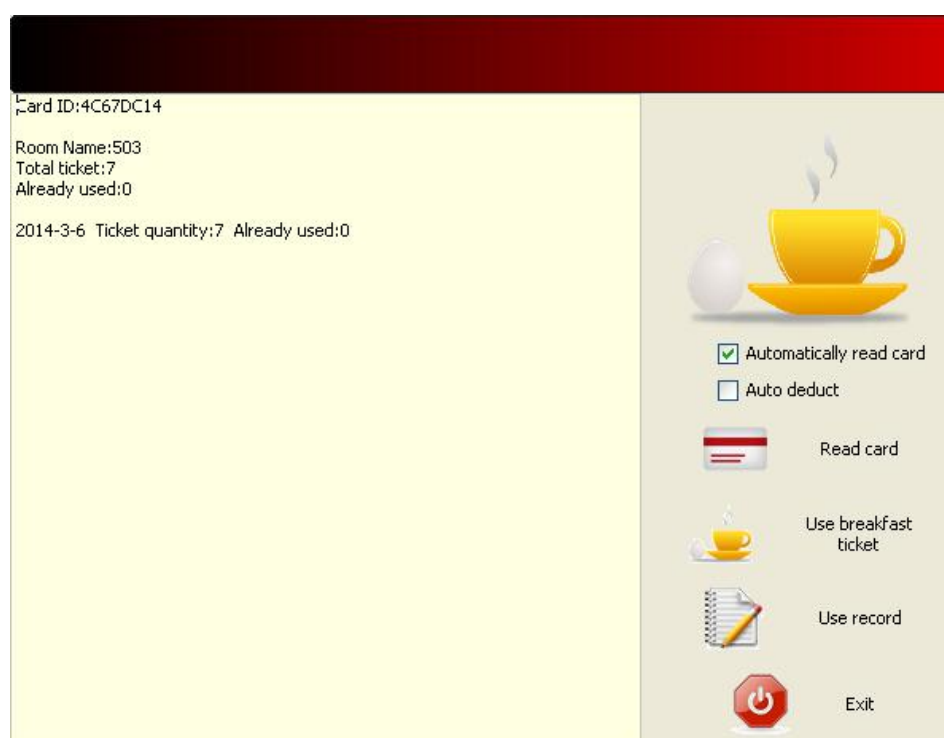 Card ID:4C67DC14
Room Name:503
Total ticket:7
Already used:0
2014-3-6 Ticket quantity:7 Already used:0
Automatically read card
Auto deduct
Read card
Use breakfast
ticket
Use record
Exit